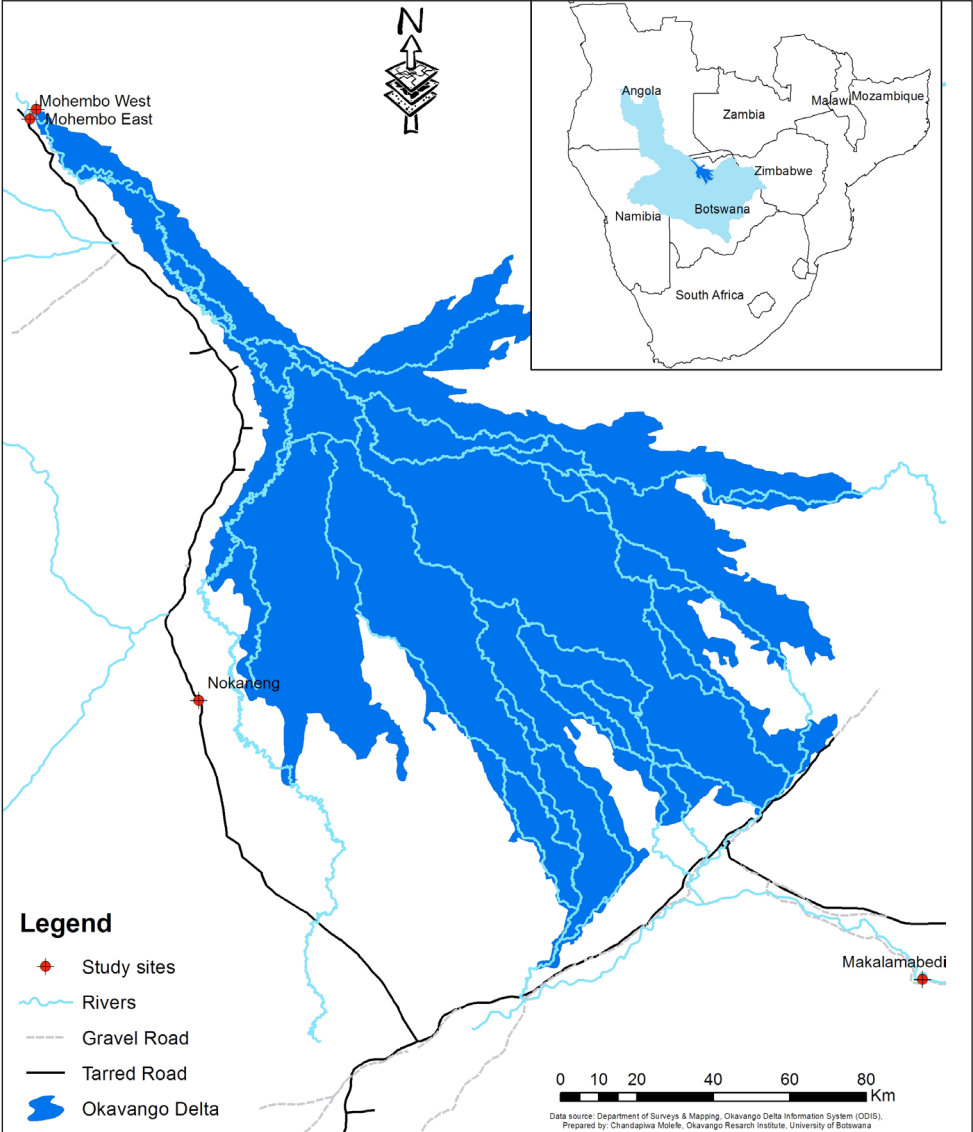 N
Mohembo West
Mohembo East
Angola
Zambia
Malawi
Mozambique
Zimbabwe
Namibia
Botswana
South Africa
Nokaneng
Makalamabedi
Legend
Study sites
Rivers
Gravel Road
Tarred Road
Okavango Delta
0 10 20 40 60 80
Km
Data source: Department of Surveys & Mapping, Okavango Delta Information System (ODIS),
Prepared by: Chandapiwa Molefe, Okavango Resarch Institute, University of Botswana